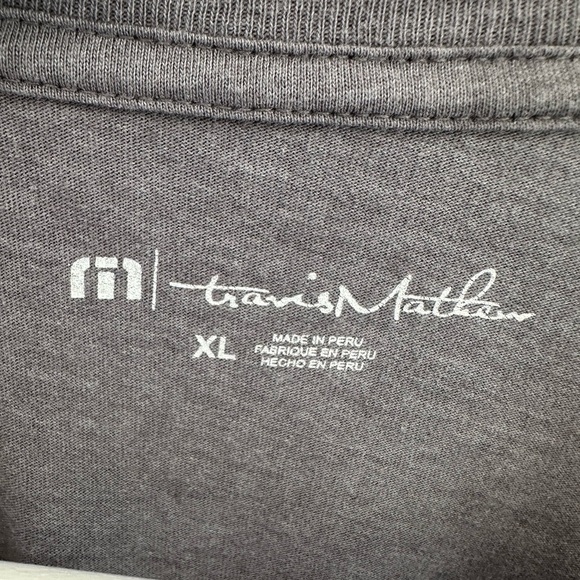 travisMathew
XL
MADE IN PERU
FABRIQUE EN PERU
HECHO EN PERU